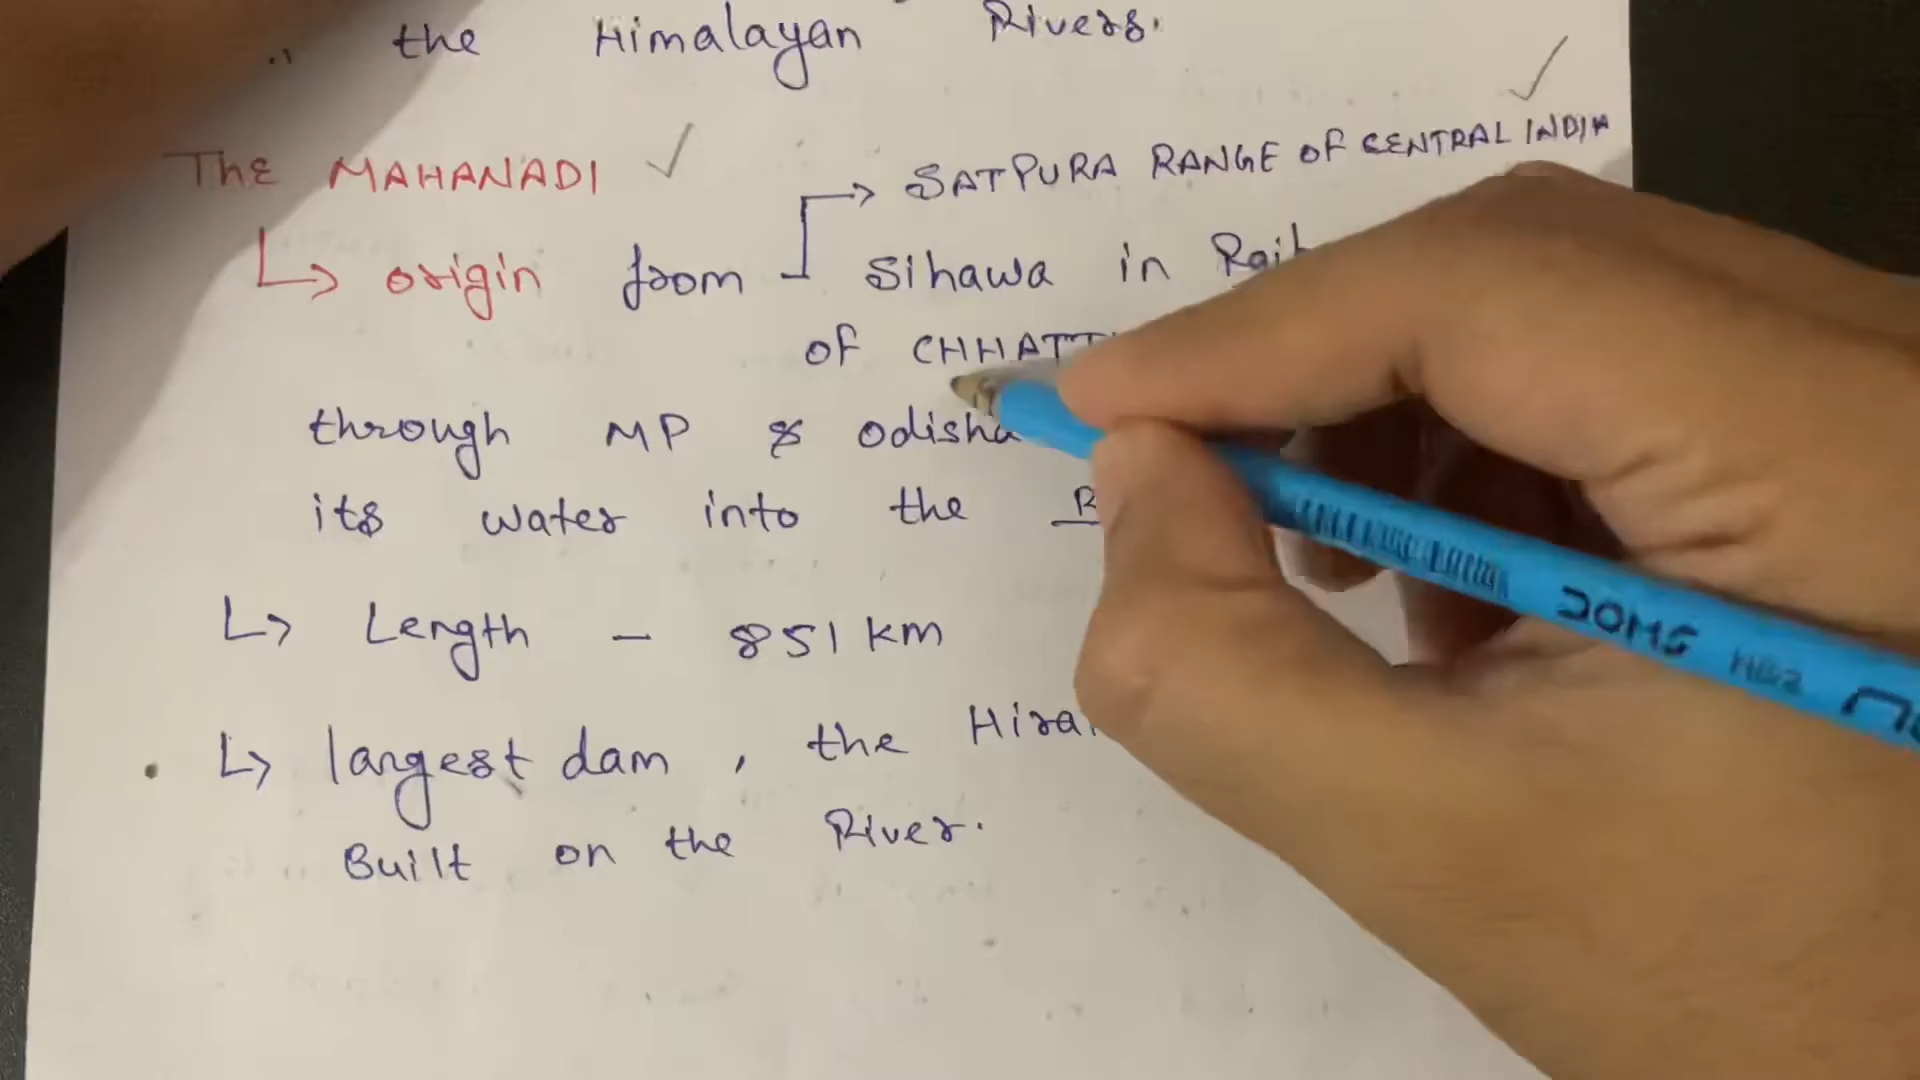 the Himalayan Rivers.
The MAHANADI
SATPURA RANGE OF CENTRAL INDIA
origin from Sihawa in
of
through MP & Odisha
its water into the
Length - 851 KM
largest dam, the
Built on the River.
DOMS